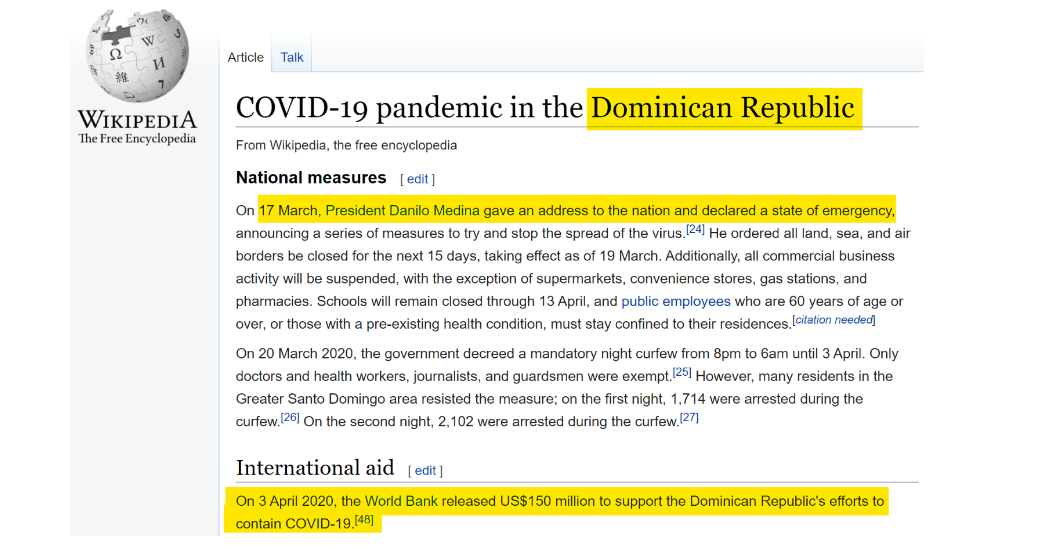 Article Talk
WIKIPEDIA
The Free Encyclopedia
COVID-19 pandemic in the Dominican Republic
From Wikipedia, the free encyclopedia
National measures [ edit ]
On 17 March, President Danilo Medina gave an address to the nation and declared a state of emergency,
announcing a series of measures to try and stop the spread of the virus.[24] He ordered all land, sea, and air
borders be closed for the next 15 days, taking effect as of 19 March. Additionally, all commercial business
activity will be suspended, with the exception of supermarkets, convenience stores, gas stations, and
pharmacies. Schools will remain closed through 13 April, and public employees who are 60 years of age or
over, or those with a pre-existing health condition, must stay confined to their residences.[citation needed]
On 20 March 2020, the government decreed a mandatory night curfew from 8pm to 6am until 3 April. Only
doctors and health workers, journalists, and guardsmen were exempt.[25] However, many residents in the
Greater Santo Domingo area resisted the measure; on the first night, 1,714 were arrested during the
curfew.[26] On the second night, 2,102 were arrested during the curfew.[27]
International aid [ edit ]
On 3 April 2020, the World Bank released US$150 million to support the Dominican Republic's efforts to
contain COVID-19.[48]